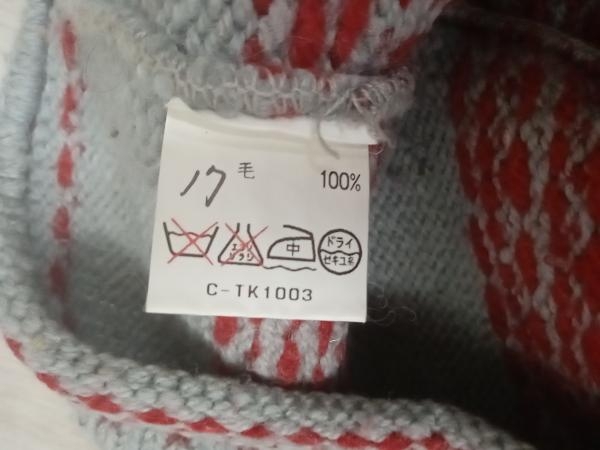 毛 100%
エンソ
サラシ
中
ドライ
セキユ系
C-TK1003